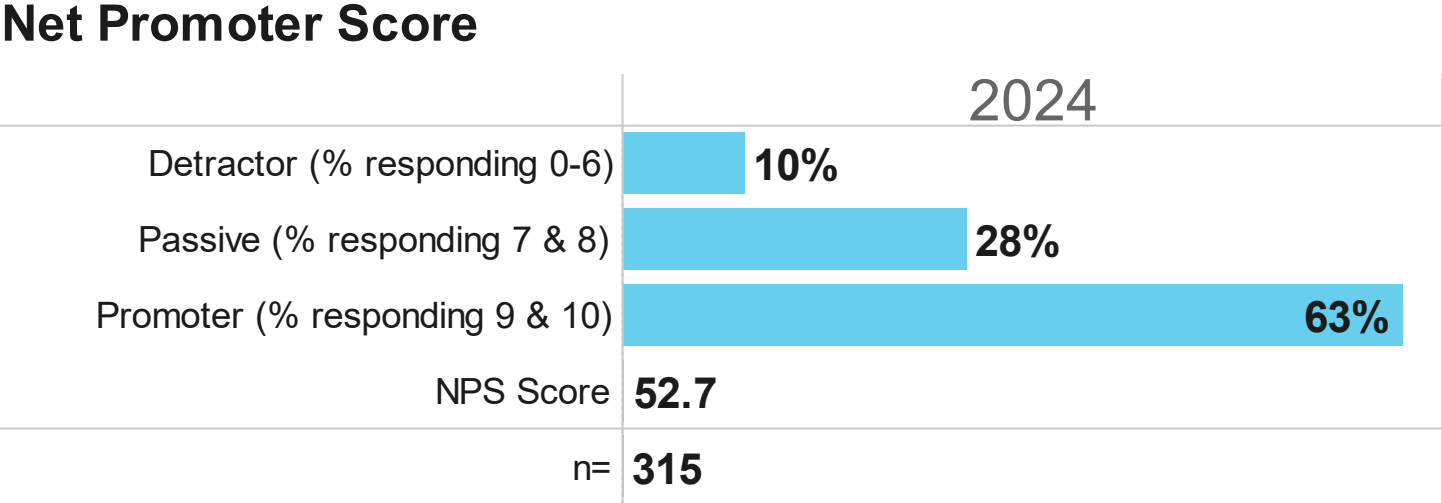 Net Promoter Score
2024
Detractor (% responding 0-6) 10%
Passive (% responding 7 & 8) 28%
Promoter (% responding 9 & 10) 63%
NPS Score 52.7
n= 315